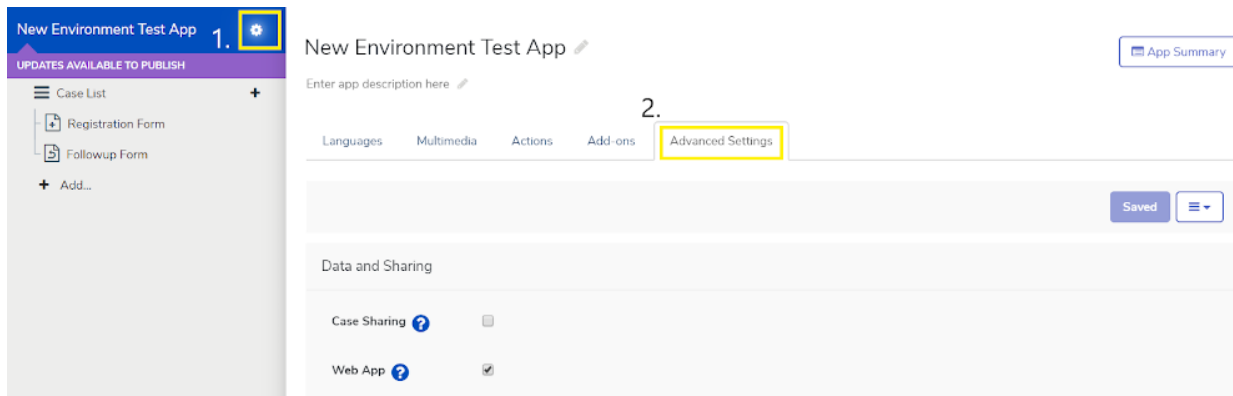 New Environment Test App
1.
UPDATES AVAILABLE TO PUBLISH
Case List
Registration Form
Followup Form
Add...
New Environment Test App
App Summary
Enter app description here
2.
Languages Multimedia Actions Add-ons Advanced Settings
Saved
Data and Sharing
Case Sharing
Web App